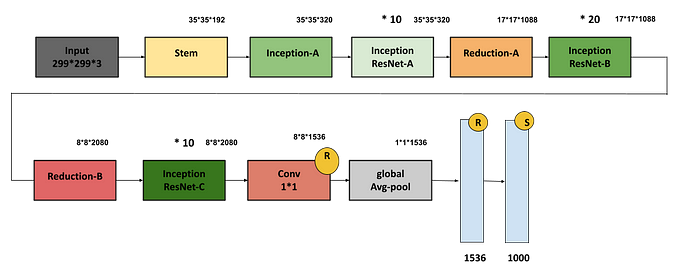 35*35*192
35*35*320
* 10
35*35*320
17*17*1088
* 20
17*17*1088
Input
299*299*3
Stem
Inception-A
Inception
ResNet-A
Reduction-A
Inception
ResNet-B
8*8*2080
* 10
8*8*2080
8*8*1536
1*1*1536
R
S
R
Reduction-B
Inception
ResNet-C
Conv
1*1
global
Avg-pool
1536
1000